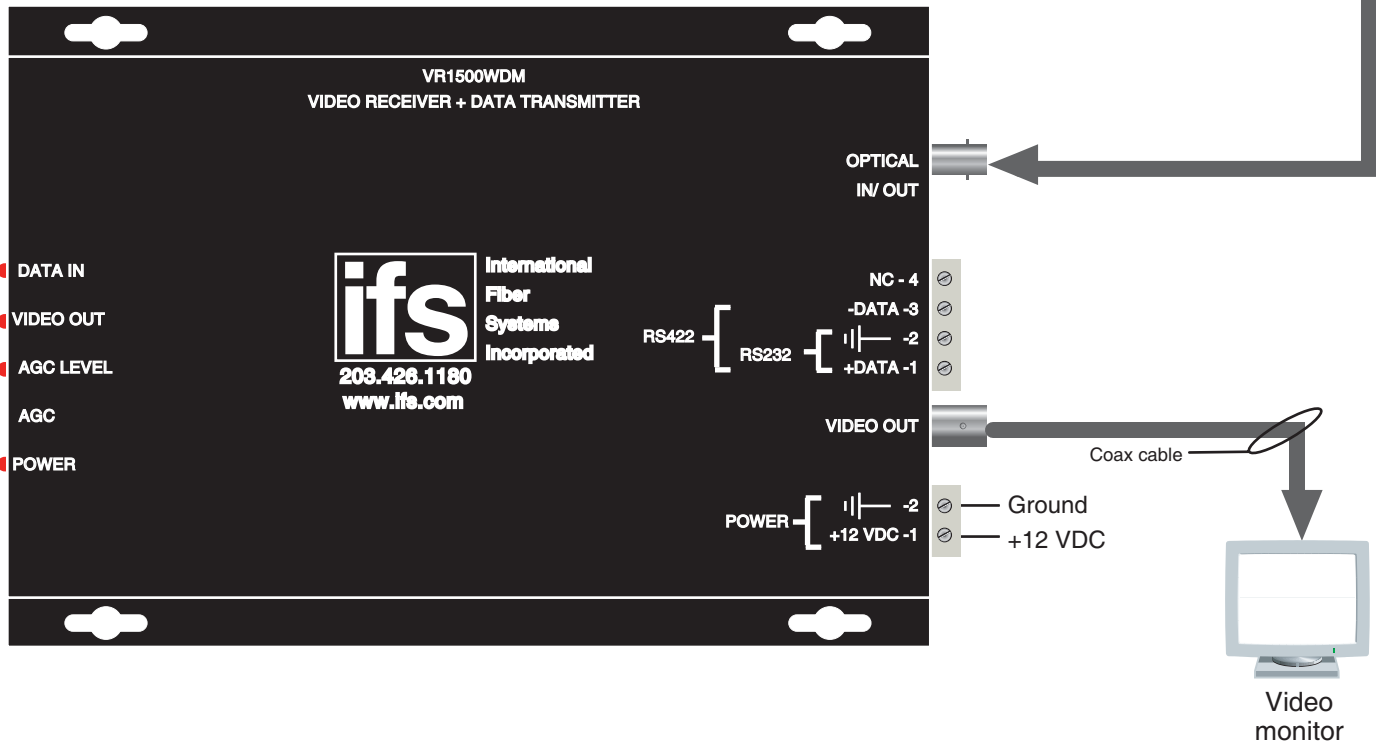 VR1500WDM
VIDEO RECEIVER + DATA TRANSMITTER
OPTICAL
IN/ OUT
DATA IN
VIDEO OUT
AGC LEVEL
AGC
POWER
ifs
International
Fiber
Systems
Incorporated
203.426.1180
www.ifs.com
NC - 4
-DATA -3
RS422
RS232
-2
+DATA -1
VIDEO OUT
Coax cable
POWER
-2
+12 VDC -1
Ground
+12 VDC
Video
monitor